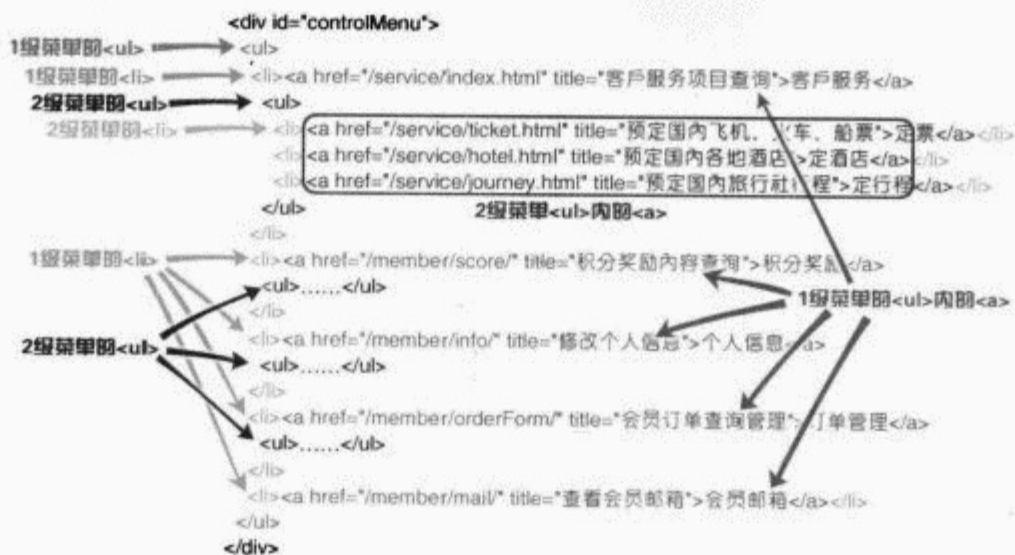 <div id="controlMenu">
1级菜单的<ul> <ul>
1级菜单的<li> <li><a href="/service/index.html" title="客户服务项目查询">客户服务</a>
2级菜单的<ul> <ul>
2级菜单的<li> <li><a href="/service/ticket.html" title="预定国内飞机、火车、船票">定票</a></li>
<li><a href="/service/hotel.html" title="预定国内各地酒店">定酒店</a></li>
<li><a href="/service/journey.html" title="预定国内旅行社行程">定行程</a></li>
</ul> 2级菜单<ul>内的<a>
</li>
1级菜单的<li> <li><a href="/member/score/" title="积分奖励内容查询">积分奖励</a>
<ul>……</ul> 1级菜单的<ul>内的<a>
</li>
2级菜单的<ul> <li><a href="/member/info/" title="修改个人信息">个人信息</a>
<ul>……</ul>
</li>
<li><a href="/member/orderForm/" title="会员订单查询管理">订单管理</a>
<ul>……</ul>
</li>
<li><a href="/member/mail/" title="查看会员邮箱">会员邮箱</a></li>
</ul>
</div>